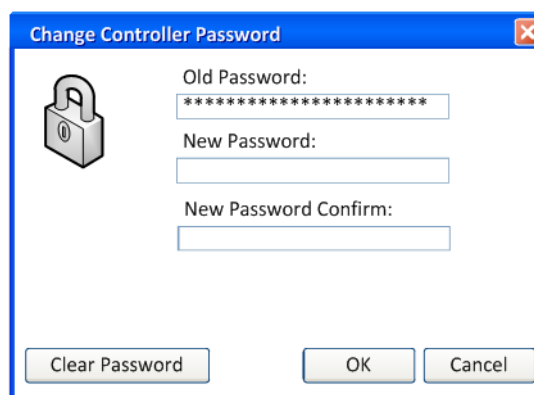 Change Controller Password
Old Password:
***********************
New Password:
New Password Confirm:
Clear Password
OK
Cancel